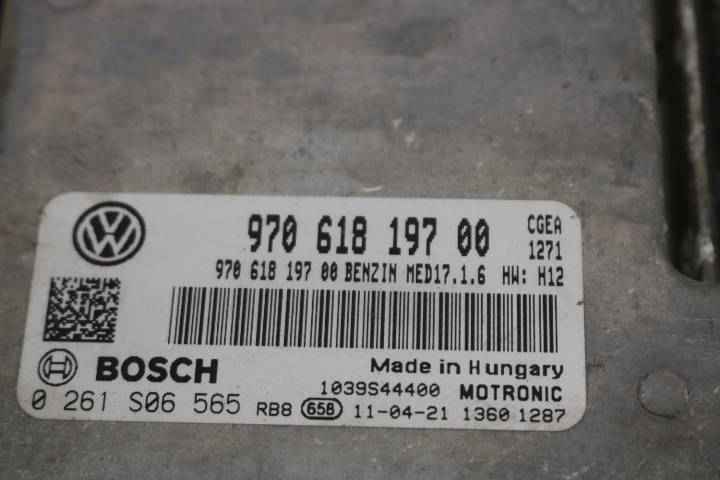 970 618 197 00 CGEA
1271
970 618 197 00 BENZIN MED17.1.6 HW: H12
BOSCH Made in Hungary
1039S44400 MOTRONIC
0 261 S06 565 RB8 658 11-04-21 1360 1287